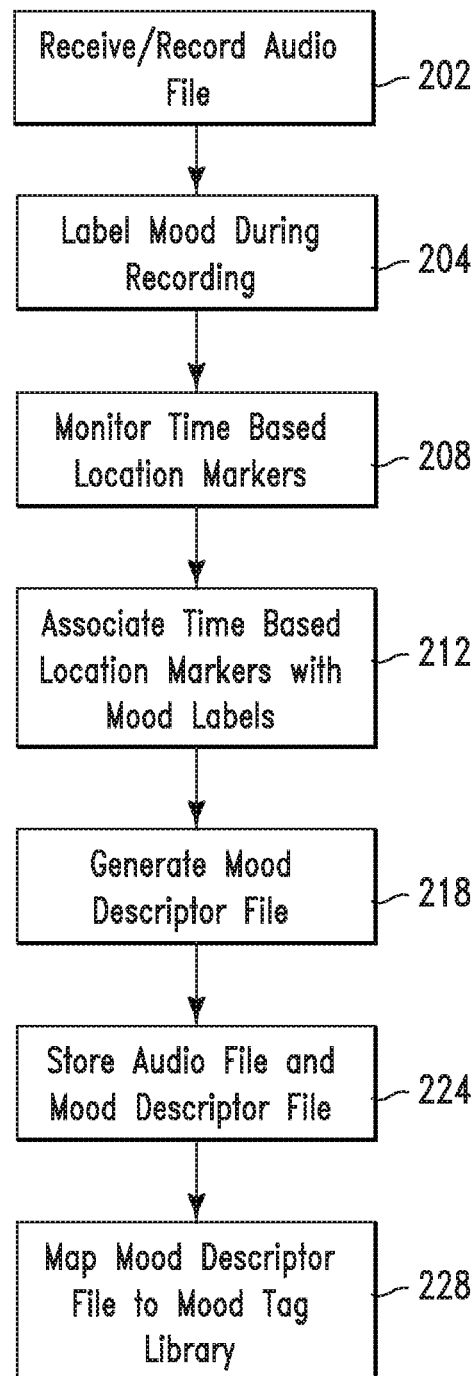 Receive/Record Audio
File
202
Label Mood During
Recording
204
Monitor Time Based
Location Markers
208
Associate Time Based
Location Markers with
Mood Labels
212
Generate Mood
Descriptor File
218
Store Audio File and
Mood Descriptor File
224
Map Mood Descriptor
File to Mood Tag
Library
228